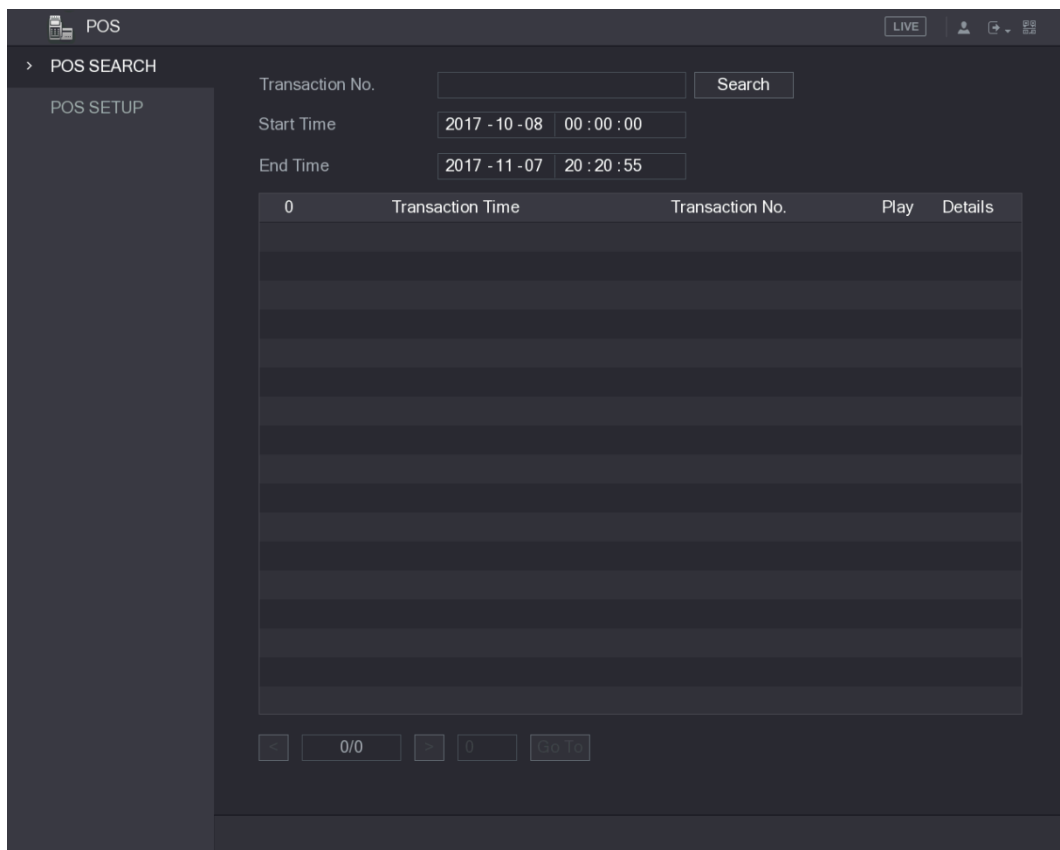 POS LIVE
> POS SEARCH
POS SETUP
Transaction No. Search
Start Time 2017 - 10 - 08 00 : 00 : 00
End Time 2017 - 11 - 07 20 : 20 : 55
0 Transaction Time Transaction No. Play Details
< 0/0 > 0 Go To